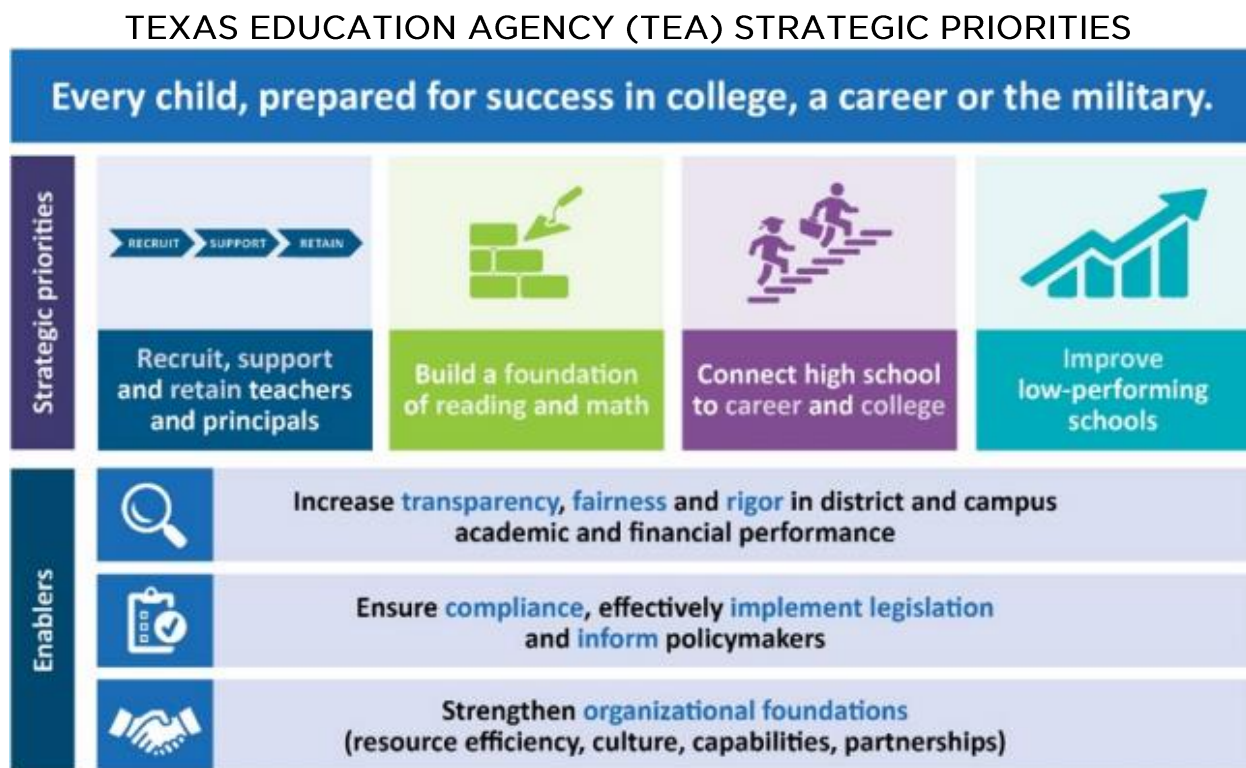 TEXAS EDUCATION AGENCY (TEA) STRATEGIC PRIORITIES
Every child, prepared for success in college, a career or the military.
Strategic priorities
RECRUIT SUPPORT RETAIN
Recruit, support
and retain teachers
and principals
Build a foundation
of reading and math
Connect high school
to career and college
Improve
low-performing
schools
Enablers
Increase transparency, fairness and rigor in district and campus
academic and financial performance
Ensure compliance, effectively implement legislation
and inform policymakers
Strengthen organizational foundations
(resource efficiency, culture, capabilities, partnerships)